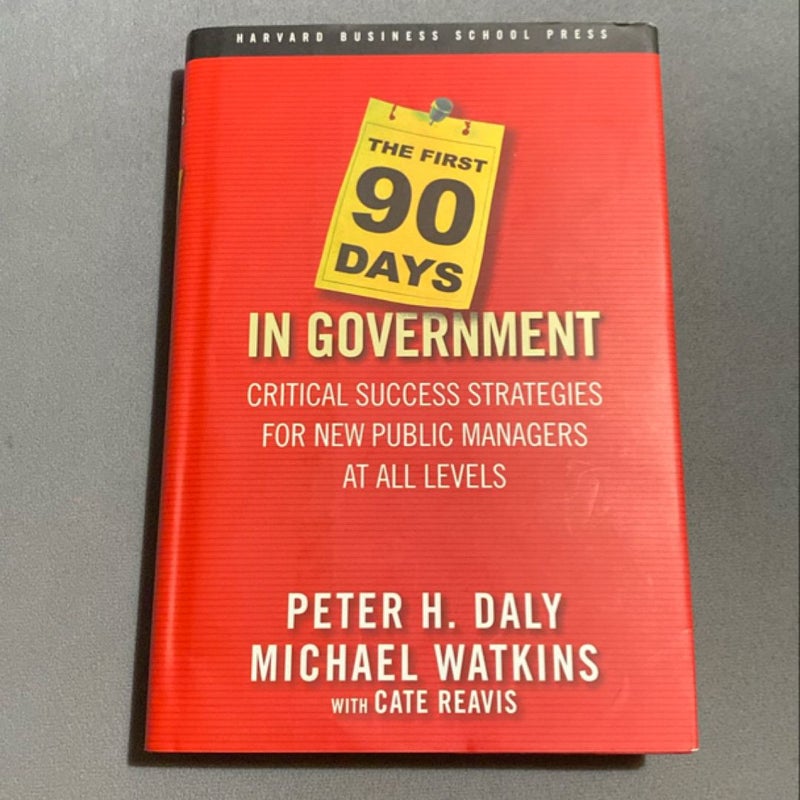 HARVARD BUSINESS SCHOOL PRESS
THE FIRST
90
DAYS
IN GOVERNMENT
CRITICAL SUCCESS STRATEGIES
FOR NEW PUBLIC MANAGERS
AT ALL LEVELS
PETER H. DALY
MICHAEL WATKINS
WITH CATE REAVIS